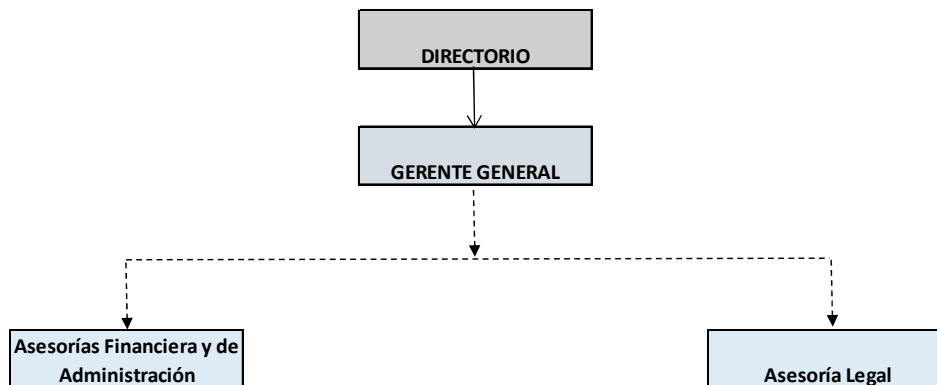 DIRECTORIO
GERENTE GENERAL
Asesorías Financiera y de
Administración
Asesoría Legal